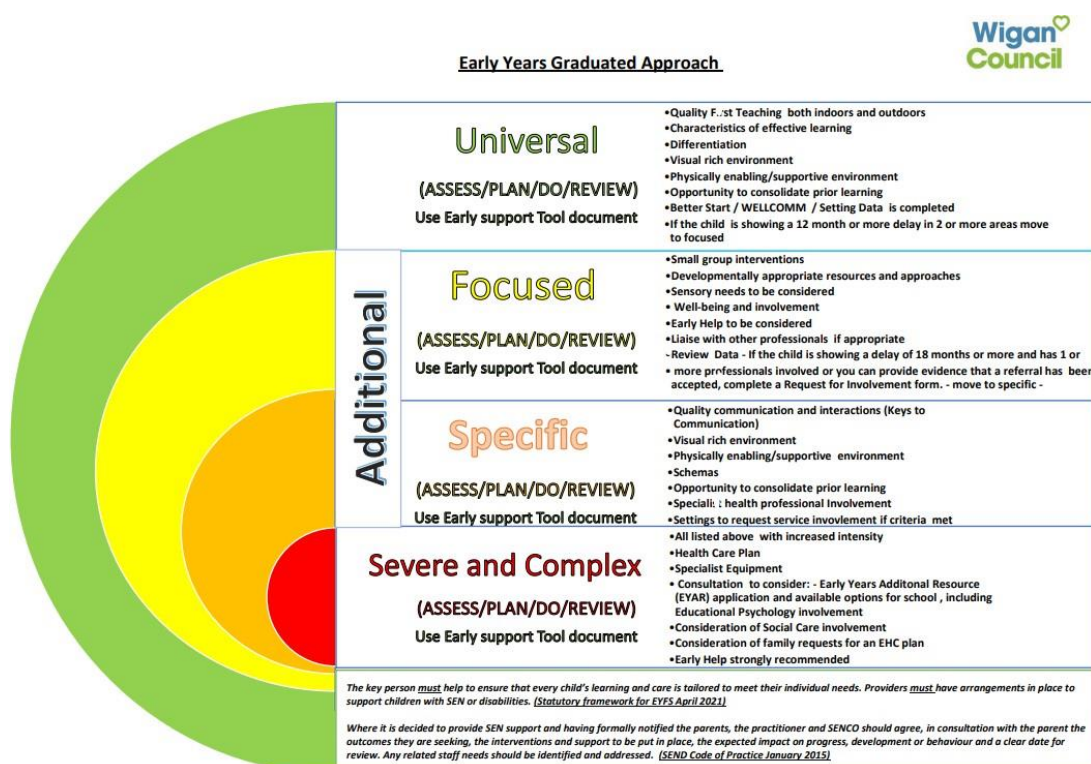 Wigan
Council
Early Years Graduated Approach
Universal
(ASSESS/PLAN/DO/REVIEW)
Use Early support Tool document
•Quality F..st Teaching both indoors and outdoors
•Characteristics of effective learning
•Differentiation
•Visual rich environment
•Physically enabling/supportive environment
•Opportunity to consolidate prior learning
•Better Start / WELLCOMM / Setting Data is completed
•If the child is showing a 12 month or more delay in 2 or more areas move
to focused
Additional
Focused
(ASSESS/PLAN/DO/REVIEW)
Use Early support Tool document
•Small group interventions
•Developmentally appropriate resources and approaches
•Sensory needs to be considered
• Well-being and involvement
•Early Help to be considered
•Liaise with other professionals if appropriate
-Review Data - If the child is showing a delay of 18 months or more and has 1 or
• more professionals involved or you can provide evidence that a referral has been
accepted, complete a Request for Involvement form. - move to specific -
Specific
(ASSESS/PLAN/DO/REVIEW)
Use Early support Tool document
•Quality communication and interactions (Keys to
Communication)
•Visual rich environment
•Physically enabling/supportive environment
•Schemas
•Opportunity to consolidate prior learning
•Specialist health professional Involvement
•Settings to request service invovlement if criteria met
Severe and Complex
(ASSESS/PLAN/DO/REVIEW)
Use Early support Tool document
•All listed above with increased intensity
•Health Care Plan
•Specialist Equipment
• Consultation to consider: - Early Years Additonal Resource
(EYAR) application and available options for school , including
Educational Psychology involvement
•Consideration of Social Care involvement
•Consideration of family requests for an EHC plan
•Early Help strongly recommended
The key person must help to ensure that every child's learning and care is tailored to meet their individual needs. Providers must have arrangements in place to
support children with SEN or disabilities. (Statutory framework for EYFS April 2021)
Where it is decided to provide SEN support and having formally notified the parents, the practitioner and SENCO should agree, in consultation with the parent the
outcomes they are seeking, the interventions and support to be put in place, the expected impact on progress, development or behaviour and a clear date for
review. Any related staff needs should be identified and addressed. (SEND Code of Practice January 2015)